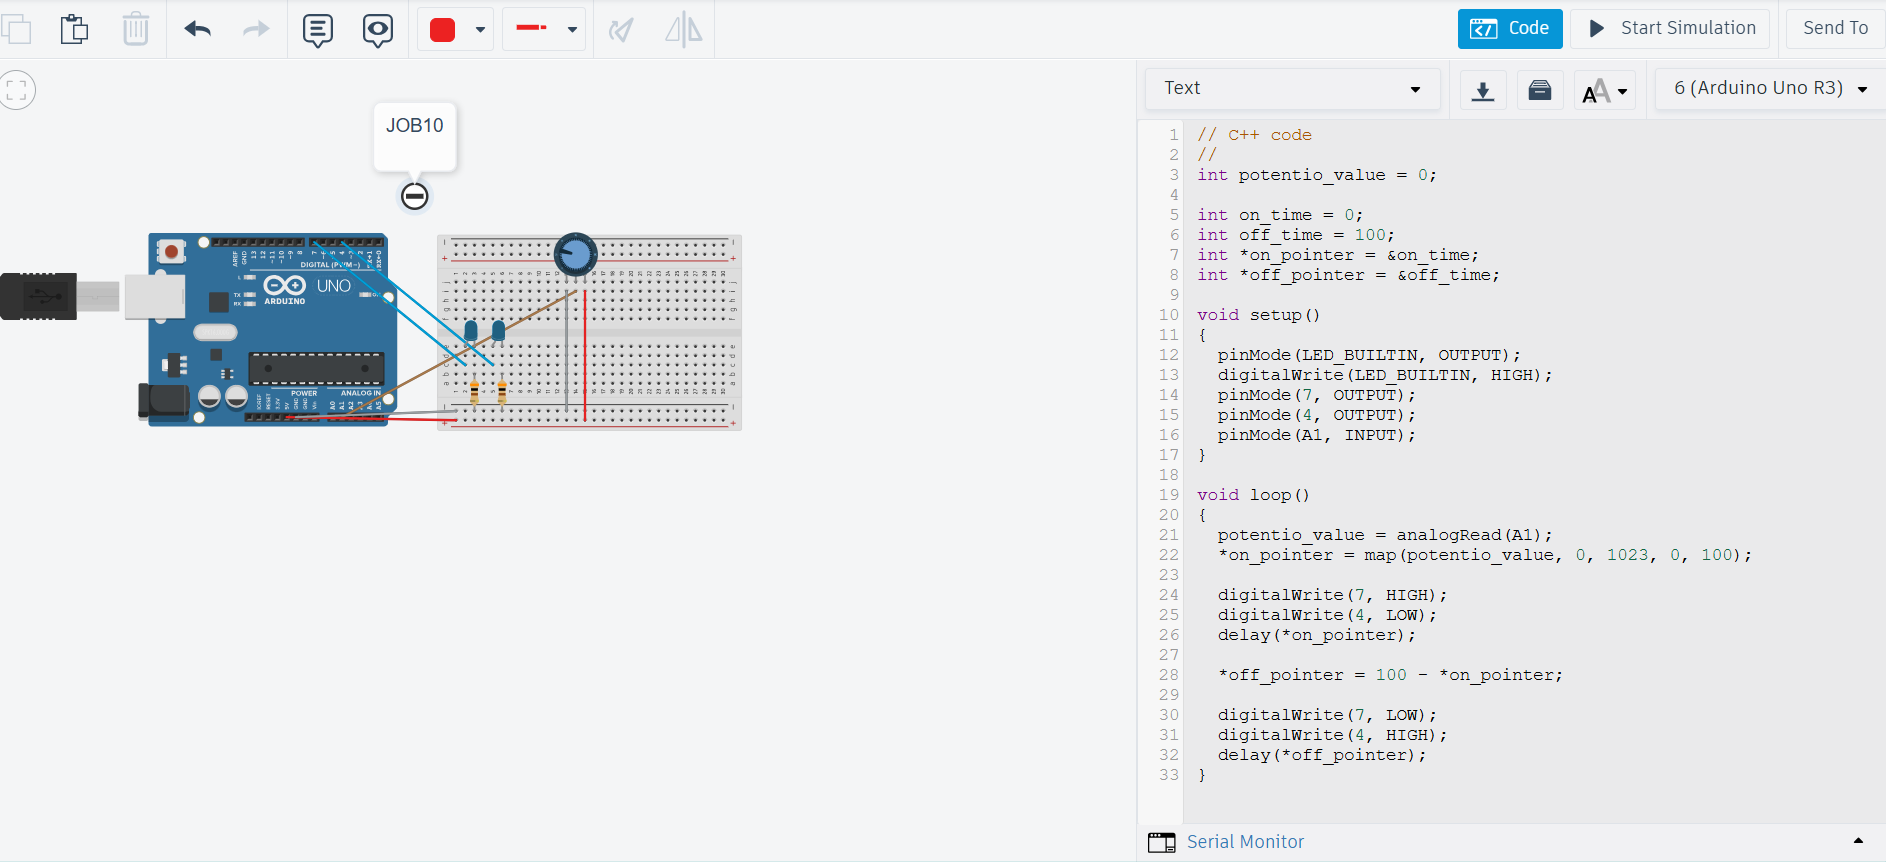 Code
Start Simulation
Send To
Text
6 (Arduino Uno R3)
JOB10
DIGITAL (PWM~)
UNO
ARDUINO
TX
RX
POWER
ANALOG IN
1 // C++ code
2 //
3 int potentio_value = 0;
4
5 int on_time = 0;
6 int off_time = 100;
7 int *on_pointer = &on_time;
8 int *off_pointer = &off_time;
9
10 void setup()
11 {
12 pinMode(LED_BUILTIN, OUTPUT);
13 digitalWrite(LED_BUILTIN, HIGH);
14 pinMode(7, OUTPUT);
15 pinMode(4, OUTPUT);
16 pinMode(A1, INPUT);
17 }
18
19 void loop()
20 {
21 potentio_value = analogRead(A1);
22 *on_pointer = map(potentio_value, 0, 1023, 0, 100);
23
24 digitalWrite(7, HIGH);
25 digitalWrite(4, LOW);
26 delay(*on_pointer);
27
28 *off_pointer = 100 - *on_pointer;
29
30 digitalWrite(7, LOW);
31 digitalWrite(4, HIGH);
32 delay(*off_pointer);
33 }
Serial Monitor